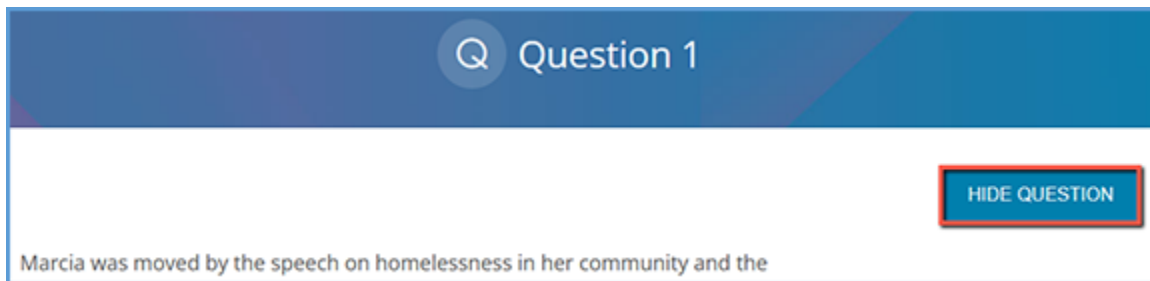 Q Question 1
HIDE QUESTION
Marcia was moved by the speech on homelessness in her community and the